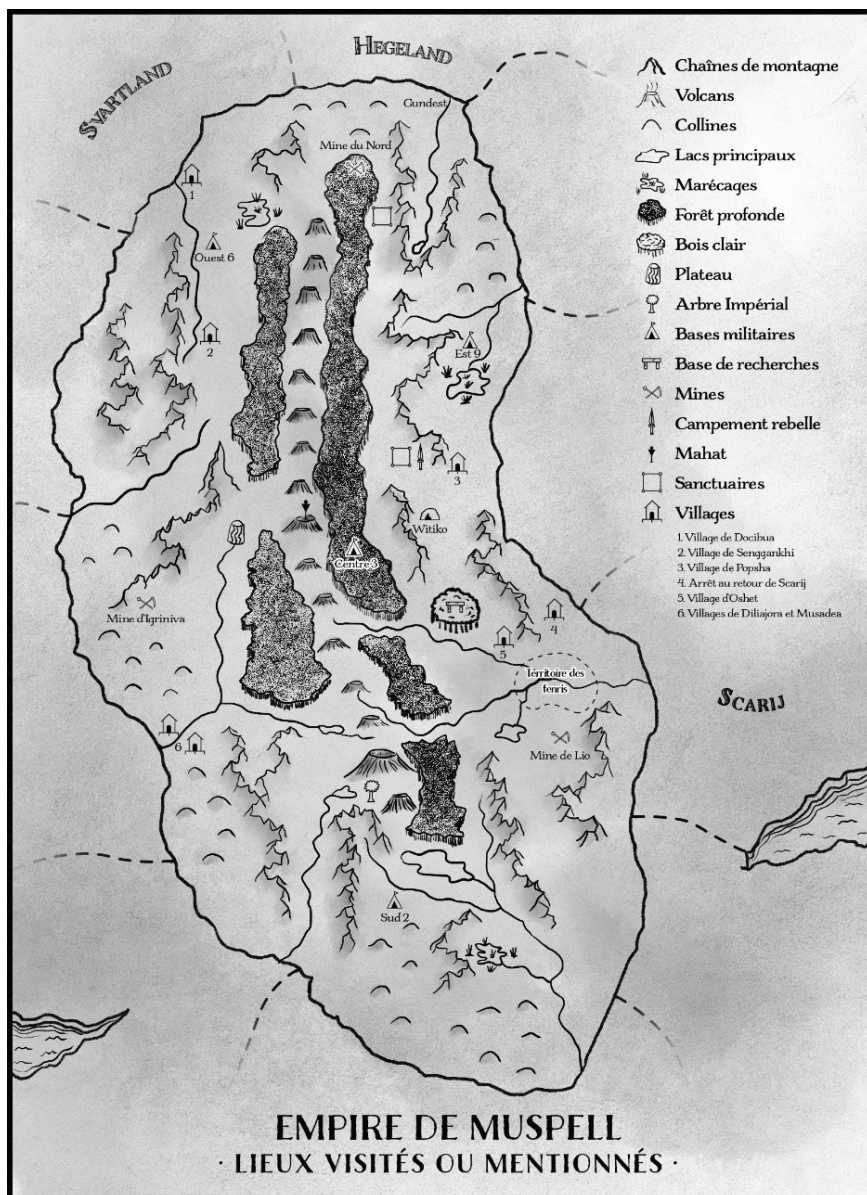 SVARTLAND
HEGELAND
Gundest
Mine du Nord
1
Ouest 6
2
Est 9
3
Witiko
Centre 3
Mine d'Igriniva
4
5
Térritoire des
fenris
SCARIJ
6
Mine de Lio
Sud 2
Chaînes de montagne
Volcans
Collines
Lacs principaux
Marécages
Forêt profonde
Bois clair
Plateau
Arbre Impérial
Bases militaires
Base de recherches
Mines
Campement rebelle
Mahat
Sanctuaires
Villages
1. Village de Docibua
2. Village de Senggankhi
3. Village de Popsha
4. Arrêt au retour de Scarij
5. Village d'Oshet
6. Villages de Diliajora et Musadea
EMPIRE DE MUSPELL
· LIEUX VISITÉS OU MENTIONNÉS ·